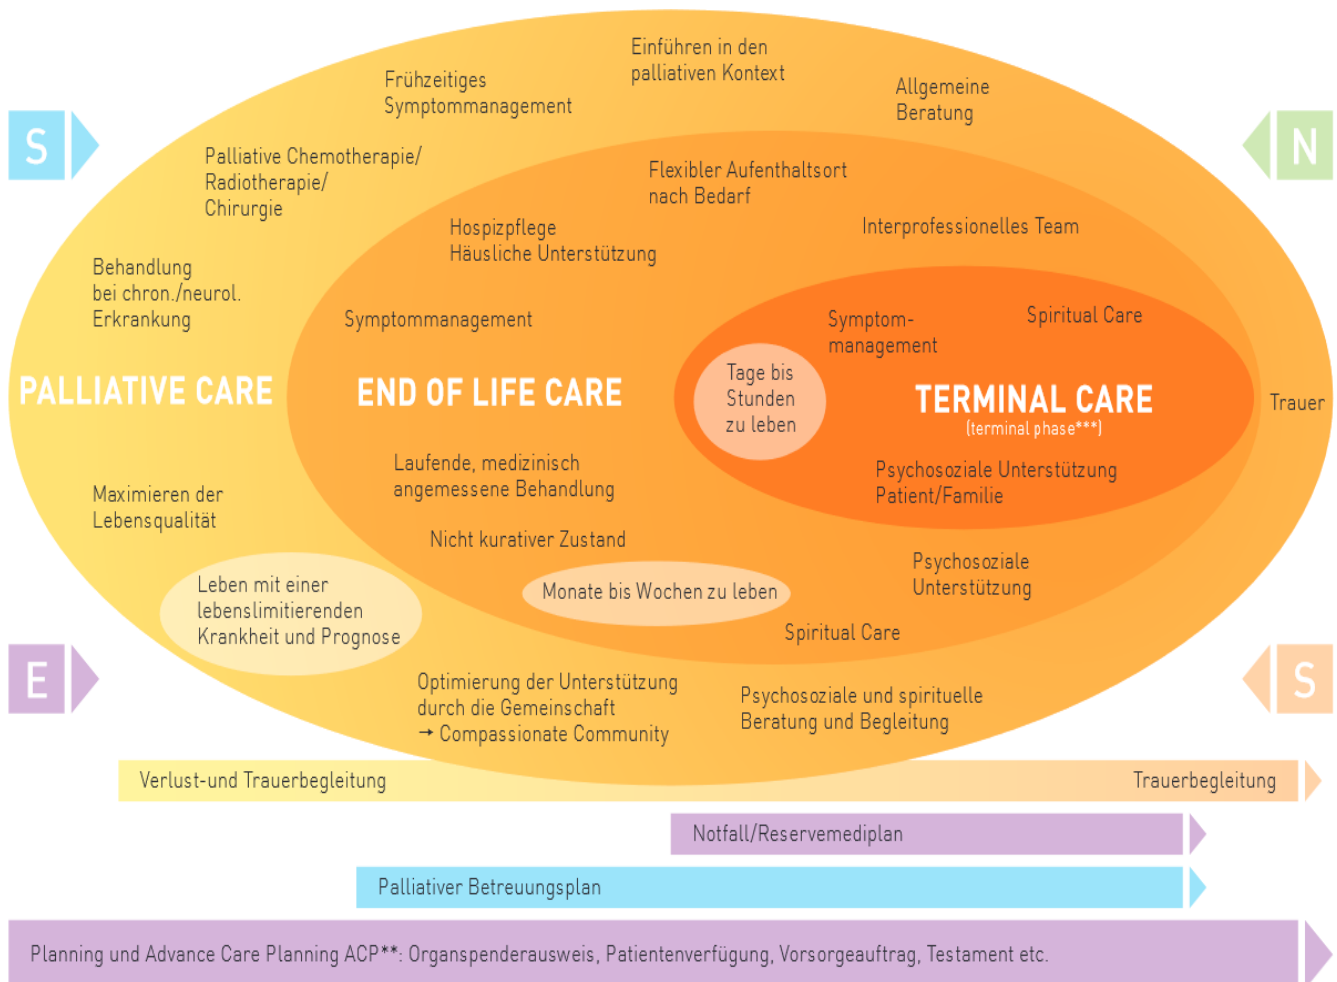 Einführen in den
palliativen Kontext
Frühzeitiges
Symptommanagement
Allgemeine
Beratung
S
N
Palliative Chemotherapie/
Radiotherapie/
Chirurgie
Flexibler Aufenthaltsort
nach Bedarf
Hospizpflege
Häusliche Unterstützung
Interprofessionelles Team
Behandlung
bei chron./neurol.
Erkrankung
Symptommanagement
Symptom-
management
Spiritual Care
PALLIATIVE CARE
END OF LIFE CARE
Tage bis
Stunden
zu leben
TERMINAL CARE
(terminal phase***)
Trauer
Laufende, medizinisch
angemessene Behandlung
Psychosoziale Unterstützung
Patient/Familie
Maximieren der
Lebensqualität
Nicht kurativer Zustand
Psychosoziale
Unterstützung
Leben mit einer
lebenslimitierenden
Krankheit und Prognose
Monate bis Wochen zu leben
Spiritual Care
E
S
Optimierung der Unterstützung
durch die Gemeinschaft
→ Compassionate Community
Psychosoziale und spirituelle
Beratung und Begleitung
Verlust-und Trauerbegleitung
Trauerbegleitung
Notfall/Reservemediplan
Palliativer Betreuungsplan
Planning und Advance Care Planning ACP**: Organspenderausweis, Patientenverfügung, Vorsorgeauftrag, Testament etc.